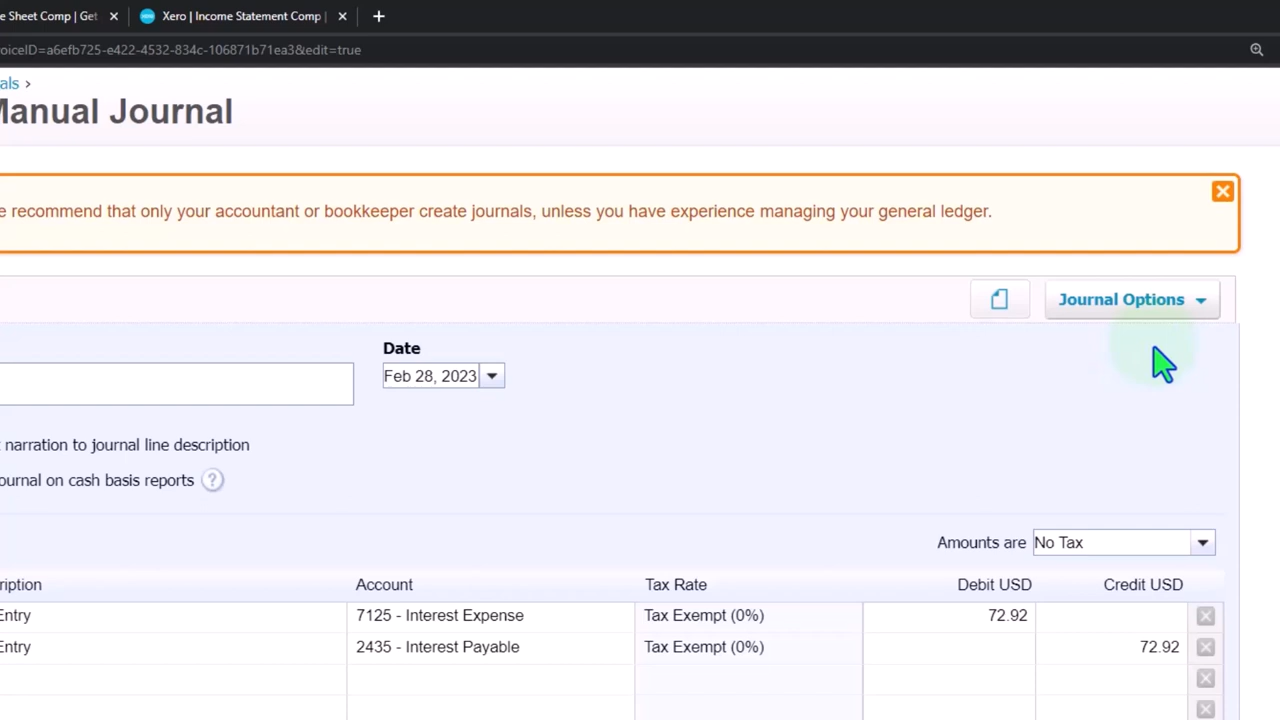 e Sheet Comp | Get
Xero | Income Statement Comp |
oiceID=a6efb725-e422-4532-834c-106871b71ea3&edit=true
als ›
Manual Journal
e recommend that only your accountant or bookkeeper create journals, unless you have experience managing your general ledger.
Journal Options
Date
Feb 28, 2023
t narration to journal line description
ournal on cash basis reports ?
Amounts are No Tax
ription Account Tax Rate Debit USD Credit USD
Entry 7125 - Interest Expense Tax Exempt (0%) 72.92
Entry 2435 - Interest Payable Tax Exempt (0%) 72.92